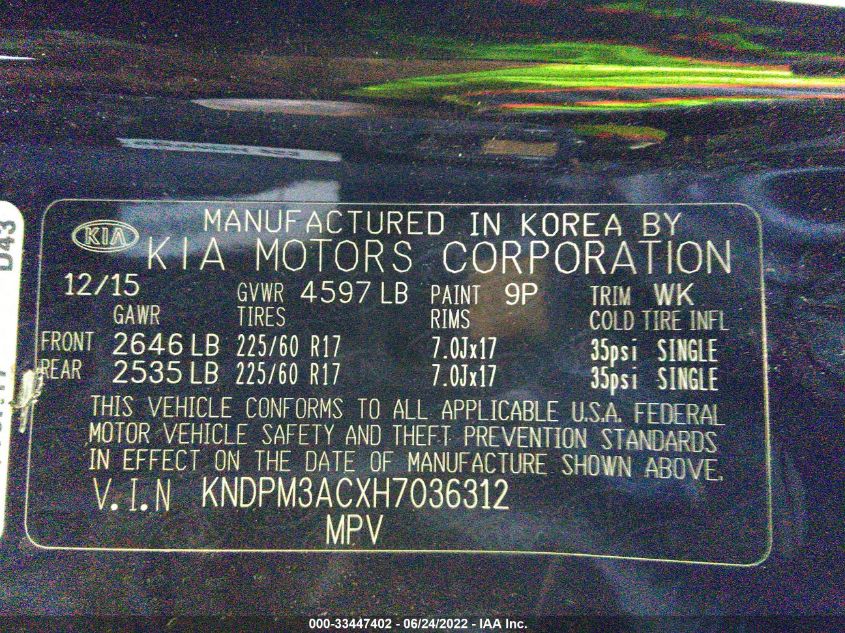 MANUFACTURED IN KOREA BY
KIA KIA MOTORS CORPORATION
12/15 GVWR 4597 LB PAINT 9P TRIM WK
GAWR TIRES RIMS COLD TIRE INFL
FRONT 2646 LB 225/60 R17 7.0Jx17 35psi SINGLE
REAR 2535 LB 225/60 R17 7.0Jx17 35psi SINGLE
THIS VEHICLE CONFORMS TO ALL APPLICABLE U.S.A. FEDERAL
MOTOR VEHICLE SAFETY AND THEFT PREVENTION STANDARDS
IN EFFECT ON THE DATE OF MANUFACTURE SHOWN ABOVE.
V.I.N KNDPM3ACXH7036312
MPV
D43
000-33447402 - 06/24/2022 - IAA Inc.